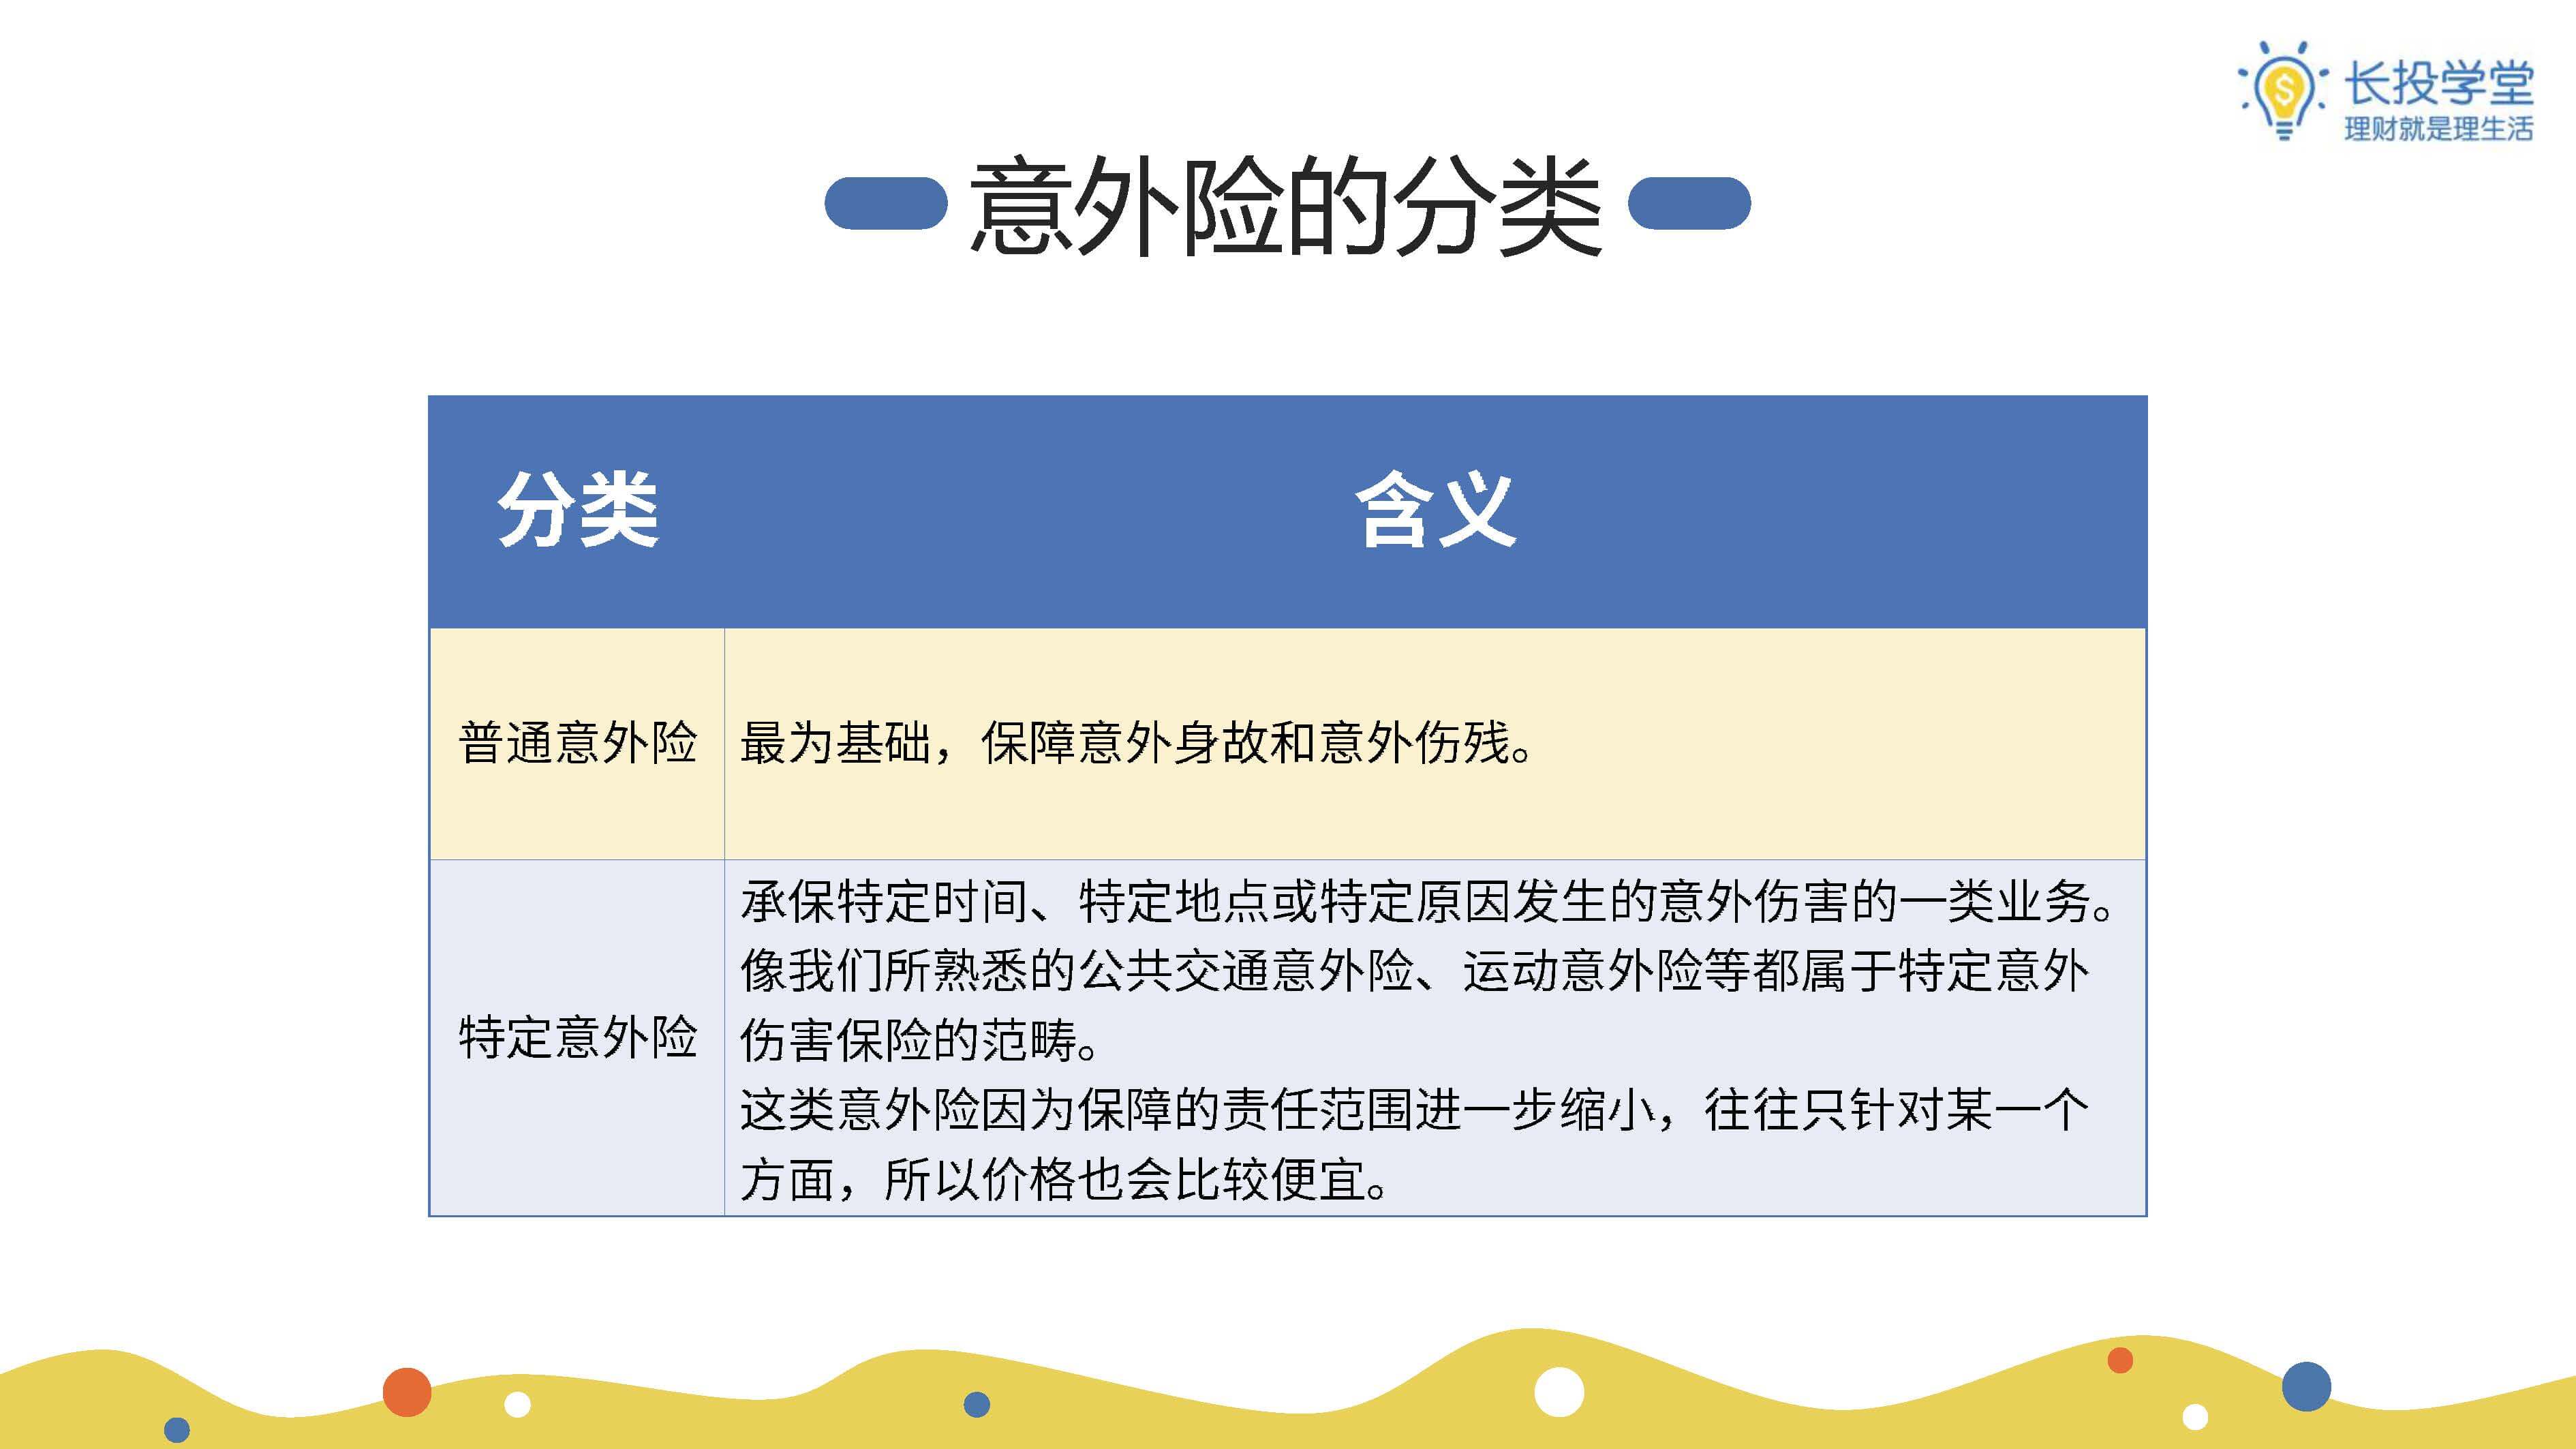 长投学堂
理财就是理生活
意外险的分类
分类 含义
普通意外险 最为基础，保障意外身故和意外伤残。
承保特定时间、特定地点或特定原因发生的意外伤害的一类业务。
像我们所熟悉的公共交通意外险、运动意外险等都属于特定意外
特定意外险 伤害保险的范畴。
这类意外险因为保障的责任范围进一步缩小，往往只针对某一个
方面，所以价格也会比较便宜。